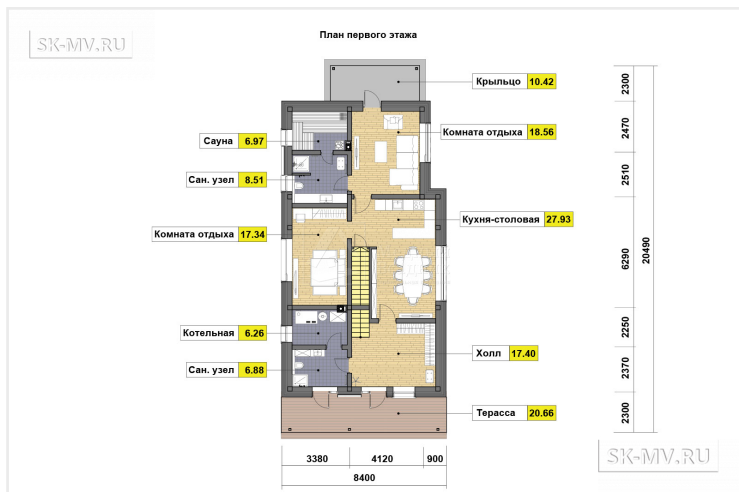 SK-MV.RU
План первого этажа
Крыльцо 10.42
Комната отдыха 18.56
Сауна 6.97
Сан. узел 8.51
Кухня-столовая 27.93
Комната отдыха 17.34
Котельная 6.26
Холл 17.40
Сан. узел 6.88
Терасса 20.66
2300
2470
2510
6290
2250
2370
2300
20490
3380 4120 900
8400
SK-MV.RU